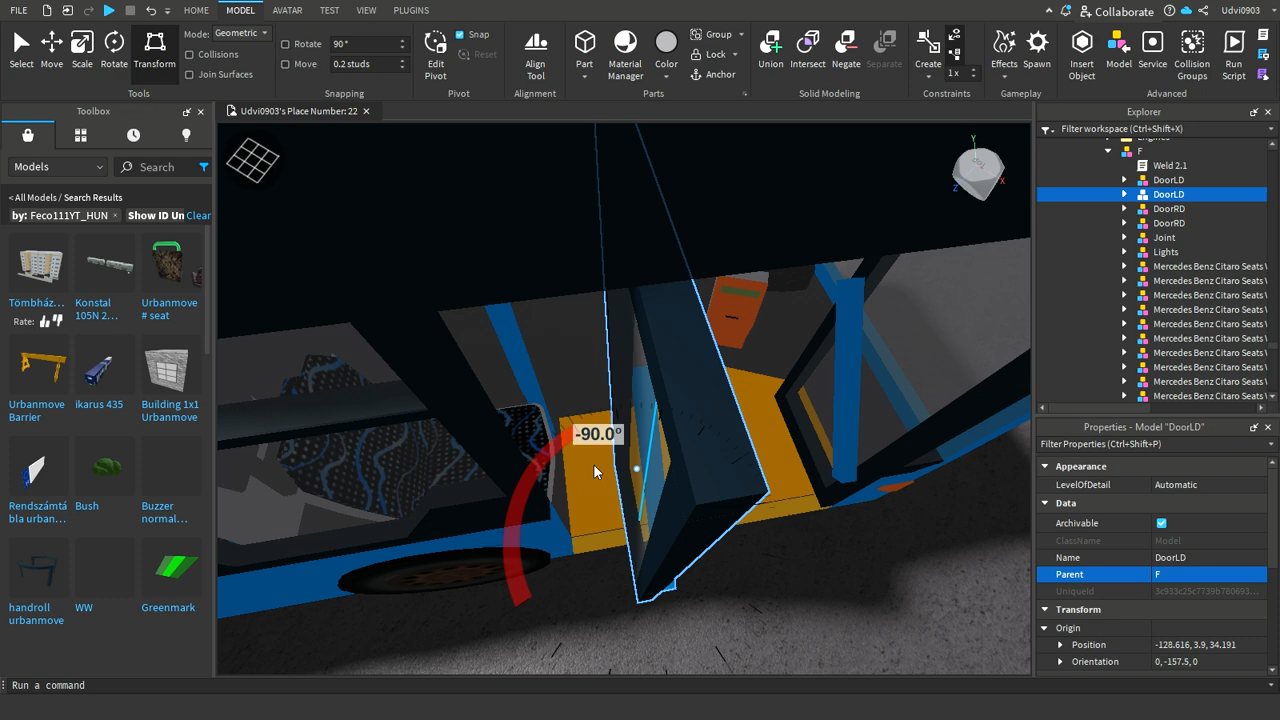 FILE
HOME
MODEL
AVATAR
TEST
VIEW
PLUGINS
Collaborate
Udvi0903
Select
Move
Scale
Rotate
Transform
Mode:
Geometric
Collisions
Join Surfaces
Tools
Rotate
90°
Move
0.2 studs
Snapping
Edit
Pivot
Snap
Reset
Pivot
Align
Tool
Alignment
Part
Material
Manager
Color
Group
Lock
Anchor
Parts
Union
Intersect
Negate
Separate
Solid Modeling
Create
1 x
Constraints
Effects
Spawn
Gameplay
Insert
Object
Model
Service
Collision
Groups
Run
Script
Advanced
Toolbox
Models
Search
< All Models / Search Results
by: Feco111YT_HUN
Show ID Un
Clear
Tömbház...
Rate:
Konstal
105N 2...
Urbanmove
# seat
Urbanmove
Barrier
ikarus 435
Building 1x1
Urbanmove
Rendszámtá
bla urban...
Bush
Buzzer
normal...
handroll
urbanmove
WW
Greenmark
Udvi0903's Place Number: 22
-90.0°
Y
X
Z
Explorer
Filter workspace (Ctrl+Shift+X)
F
Weld 2.1
DoorLD
DoorLD
DoorRD
DoorRD
Joint
Lights
Mercedes Benz Citaro Seats
Mercedes Benz Citaro Seats
Mercedes Benz Citaro Seats
Mercedes Benz Citaro Seats
Mercedes Benz Citaro Seats
Mercedes Benz Citaro Seats
Mercedes Benz Citaro Seats
Mercedes Benz Citaro Seats
Mercedes Benz Citaro Seats
Mercedes Benz Citaro Seats
Properties - Model "DoorLD"
Filter Properties (Ctrl+Shift+P)
Appearance
LevelOfDetail
Automatic
Data
Archivable
ClassName
Model
Name
DoorLD
Parent
F
UniqueId
3c933c25c7739b780693...
Transform
Origin
Position
-128.616, 3.9, 34.191
Orientation
0, -157.5, 0
Run a command